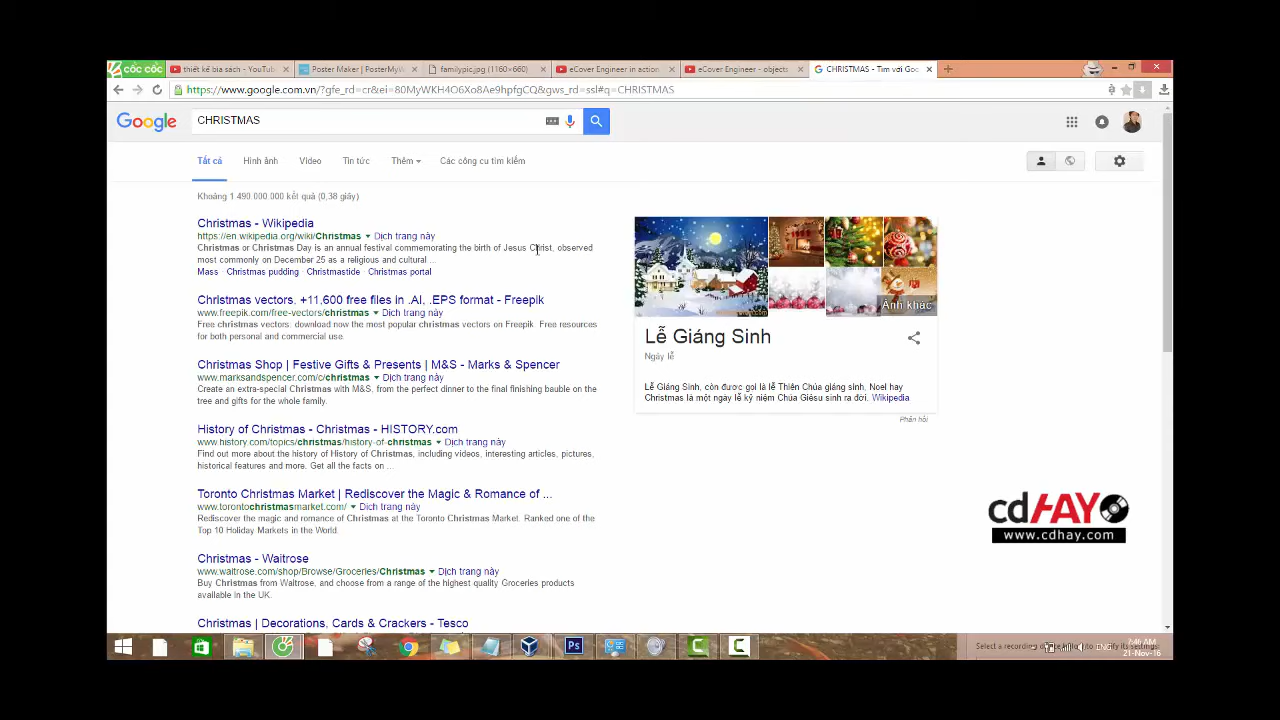 cốc cốc
thiết kế bìa sách - YouTub
Poster Maker | PosterMyW
familypic.jpg (1160×660)
eCover Engineer in action
eCover Engineer - objects
CHRISTMAS - Tìm với Goo
https://www.google.com.vn/?gfe_rd=cr&ei=80MyWKH4O6Xo8Ae9hpfgCQ&gws_rd=ssl#q=CHRISTMAS
Google
CHRISTMAS
Tất cả
Hình ảnh
Video
Tin tức
Thêm
Các công cụ tìm kiếm
Khoảng 1 490 000 000 kết quả (0,38 giây)
Christmas - Wikipedia
https://en.wikipedia.org/wiki/Christmas Dịch trang này
Christmas or Christmas Day is an annual festival commemorating the birth of Jesus Christ, observed
most commonly on December 25 as a religious and cultural ...
Mass · Christmas pudding · Christmastide · Christmas portal
Christmas vectors, +11,600 free files in .AI, .EPS format - Freepik
www.freepik.com/free-vectors/christmas Dịch trang này
Free christmas vectors: download now the most popular christmas vectors on Freepik. Free resources
for both personal and commercial use.
Christmas Shop | Festive Gifts & Presents | M&S - Marks & Spencer
www.marksandspencer.com/c/christmas Dịch trang này
Create an extra-special Christmas with M&S, from the perfect dinner to the final finishing bauble on the
tree and gifts for the whole family.
History of Christmas - Christmas - HISTORY.com
www.history.com/topics/christmas/history-of-christmas Dịch trang này
Find out more about the history of History of Christmas, including videos, interesting articles, pictures,
historical features and more. Get all the facts on ...
Toronto Christmas Market | Rediscover the Magic & Romance of ...
www.torontochristmasmarket.com/ Dịch trang này
Rediscover the magic and romance of Christmas at the Toronto Christmas Market. Ranked one of the
Top 10 Holiday Markets in the World.
Christmas - Waitrose
www.waitrose.com/shop/Browse/Groceries/Christmas Dịch trang này
Buy Christmas from Waitrose, and choose from a range of the highest quality Groceries products
available in the UK.
Christmas | Decorations, Cards & Crackers - Tesco
Ảnh khác
Lễ Giáng Sinh
Ngày lễ
Lễ Giáng Sinh, còn được gọi là lễ Thiên Chúa giáng sinh, Noel hay
Christmas là một ngày lễ kỷ niệm Chúa Giêsu sinh ra đời. Wikipedia
Phản hồi
cdHAY
www.cdhay.com
Ps
ENG
7:46 AM
21-Nov-16